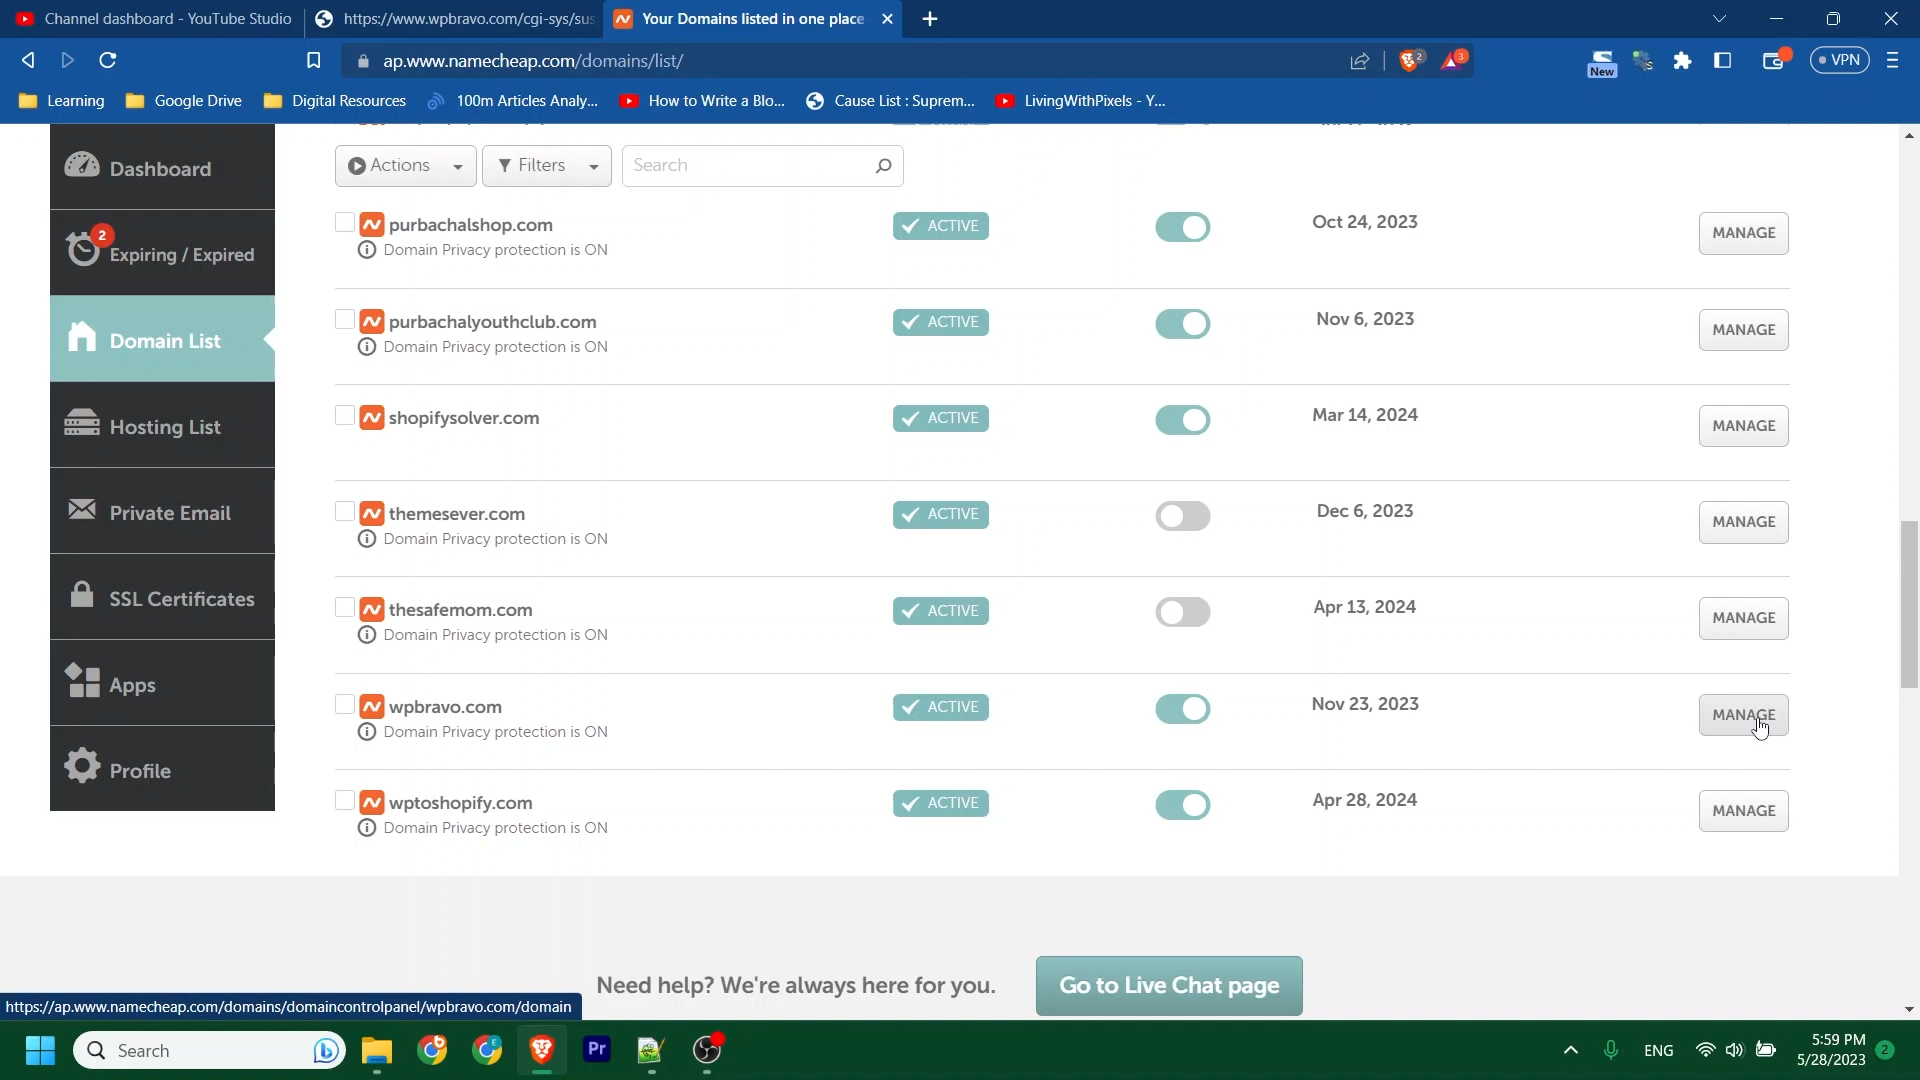 Channel dashboard - YouTube Studio
https://www.wpbravo.com/cgi-sys/sus
Your Domains listed in one place
ap.www.namecheap.com/domains/list/
2
3
New
VPN
Learning
Google Drive
Digital Resources
100m Articles Analy...
How to Write a Blo...
Cause List : Suprem...
LivingWithPixels - Y...
Dashboard
2
Expiring / Expired
Domain List
Hosting List
Private Email
SSL Certificates
Apps
Profile
Actions
Filters
Search
purbachalshop.com
Domain Privacy protection is ON
ACTIVE
Oct 24, 2023
MANAGE
purbachalyouthclub.com
Domain Privacy protection is ON
ACTIVE
Nov 6, 2023
MANAGE
shopifysolver.com
ACTIVE
Mar 14, 2024
MANAGE
themesever.com
Domain Privacy protection is ON
ACTIVE
Dec 6, 2023
MANAGE
thesafemom.com
Domain Privacy protection is ON
ACTIVE
Apr 13, 2024
MANAGE
wpbravo.com
Domain Privacy protection is ON
ACTIVE
Nov 23, 2023
MANAGE
wptoshopify.com
Domain Privacy protection is ON
ACTIVE
Apr 28, 2024
MANAGE
Need help? We're always here for you.
Go to Live Chat page
https://ap.www.namecheap.com/domains/domaincontrolpanel/wpbravo.com/domain
Search
Pr
ENG
5:59 PM
5/28/2023
2